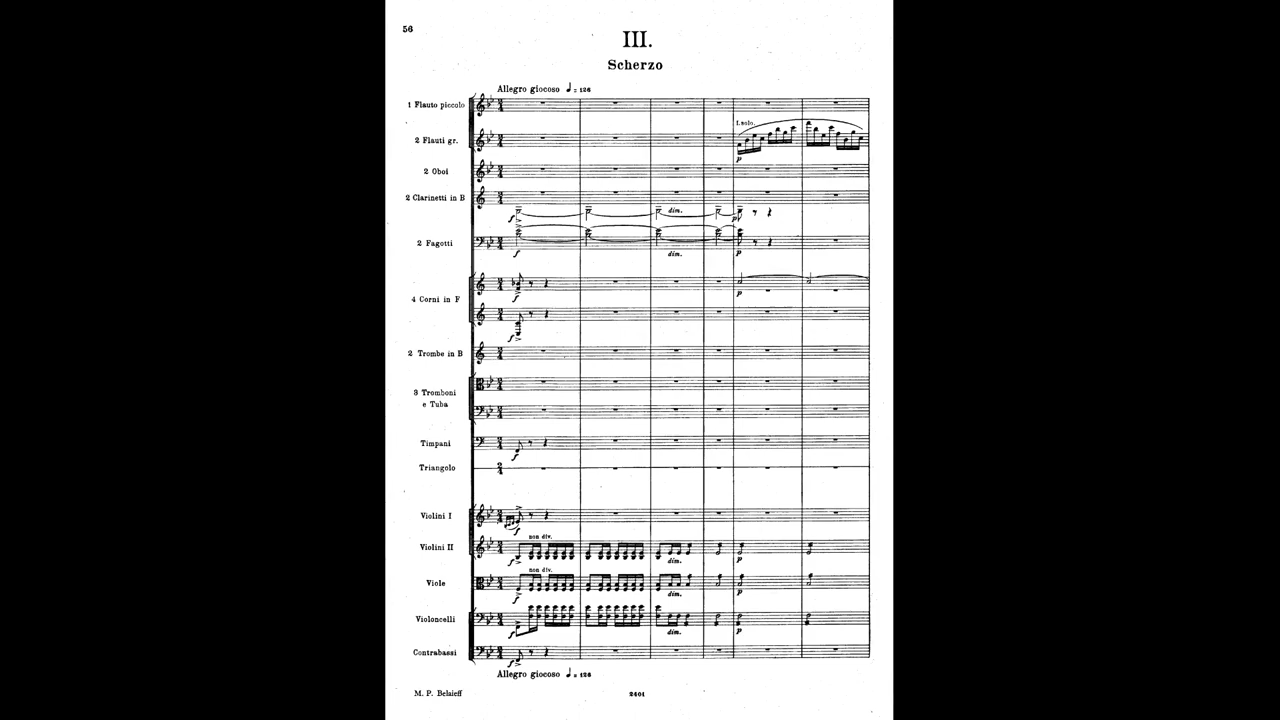 56
III.
Scherzo
Allegro giocoso ♩ = 126
1 Flauto piccolo
I. solo.
2 Flauti gr.
p
2 Oboi
2 Clarinetti in B
f dim. p
2 Fagotti
f dim. p
4 Corni in F
f p
f
2 Trombe in B
3 Tromboni
e Tuba
Timpani
f
Triangolo
Violini I
f
non div.
Violini II
f dim. p
non div.
Viole
f dim. p
Violoncelli
f dim. p
Contrabassi
f
Allegro giocoso ♩ = 126
M. P. Belaieff
2401